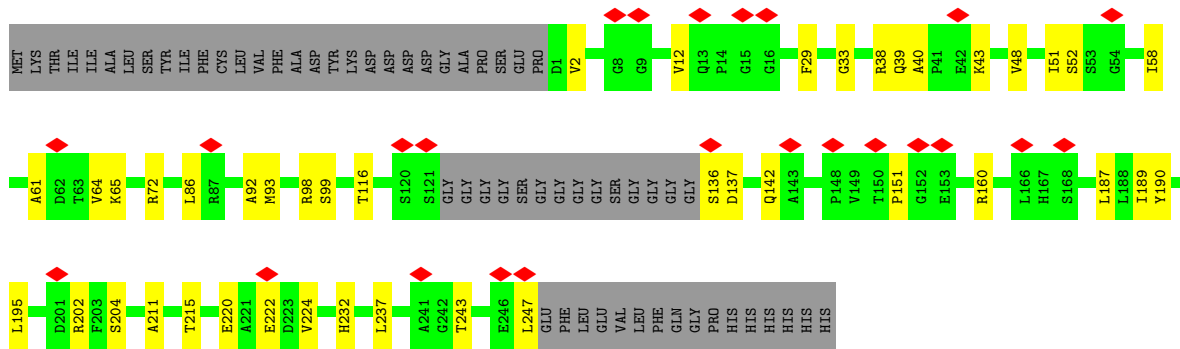 MET LYS THR ILE ILE ALA LEU SER TYR ILE PHE CYS LEU VAL PHE ALA ASP TYR LYS ASP ASP ASP ASP GLY ALA PRO SER GLU PRO D1 V2 G8 G9 V12 Q13 P14 G15 G16 F29 G33 R38 Q39 A40 P41 E42 K43 V48 I51 S52 S53 G54 I58
A61 D62 T63 V64 K65 R72 L86 R87 A92 M93 R98 S99 T116 S120 S121 GLY GLY GLY GLY SER GLY GLY GLY GLY SER GLY GLY GLY GLY S136 D137 Q142 A143 P148 V149 T150 P151 G152 E153 R160 L166 H167 S168 L187 L188 I189 Y190
L195 D201 R202 F203 S204 A211 T215 E220 A221 E222 D223 V224 H232 L237 A241 G242 T243 E246 L247 GLU PHE LEU GLU VAL LEU PHE GLN GLY PRO HIS HIS HIS HIS HIS HIS